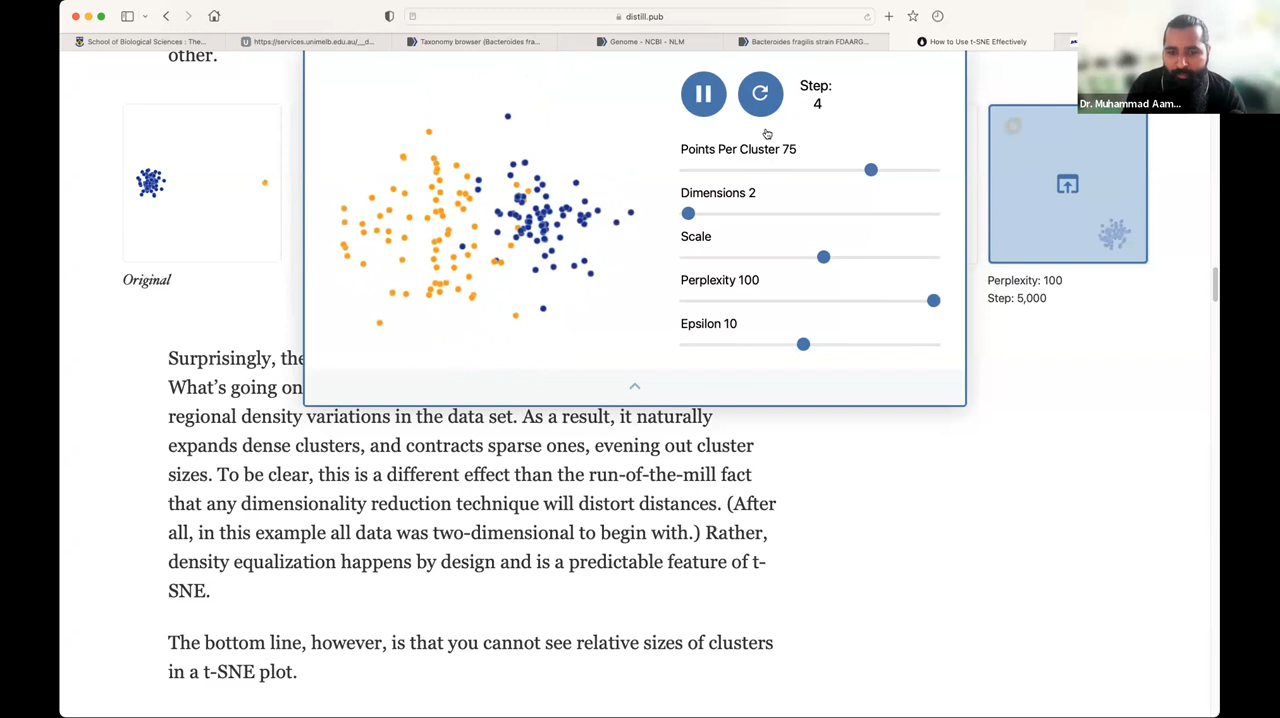 distill.pub
School of Biological Sciences : The...
https://services.unimelb.edu.au/__d...
Taxonomy browser (Bacteroides fra...
Genome - NCBI - NLM
Bacteroides fragilis strain FDAARG...
How to Use t-SNE Effectively
Dr. Muhammad Aam...
other.
Step:
4
Points Per Cluster 75
Dimensions 2
Scale
Perplexity 100
Epsilon 10
Original
Perplexity: 100
Step: 5,000
Surprisingly, the
What's going on
regional density variations in the data set. As a result, it naturally
expands dense clusters, and contracts sparse ones, evening out cluster
sizes. To be clear, this is a different effect than the run-of-the-mill fact
that any dimensionality reduction technique will distort distances. (After
all, in this example all data was two-dimensional to begin with.) Rather,
density equalization happens by design and is a predictable feature of t-
SNE.
The bottom line, however, is that you cannot see relative sizes of clusters
in a t-SNE plot.